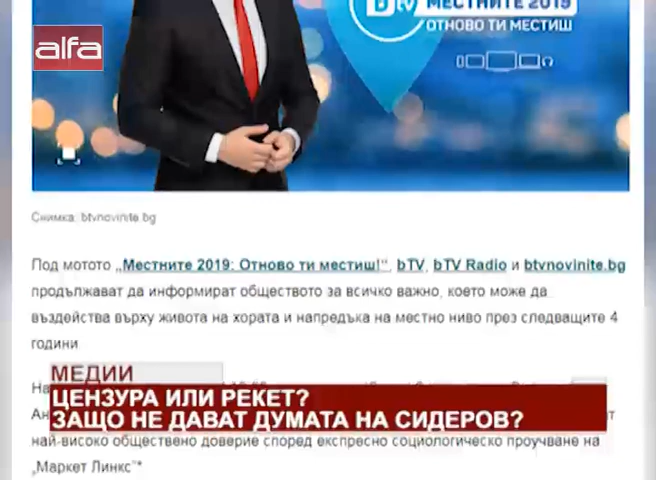 alfa
bTV
МЕСТНИТЕ 2019
ОТНОВО ТИ МЕСТИШ
Снимка: btvnovinite.bg
Под мотото „Местните 2019: Отново ти местиш!“, bTV, bTV Radio и btvnovinite.bg
продължават да информират обществото за всичко важно, което може да
въздейства върху живота на хората и напредъка на местно ниво през следващите 4
години
МЕДИИ
ЦЕНЗУРА ИЛИ РЕКЕТ?
ЗАЩО НЕ ДАВАТ ДУМАТА НА СИДЕРОВ?
най-високо обществено доверие според експресно социологическо проучване на
„Маркет Линкс“*